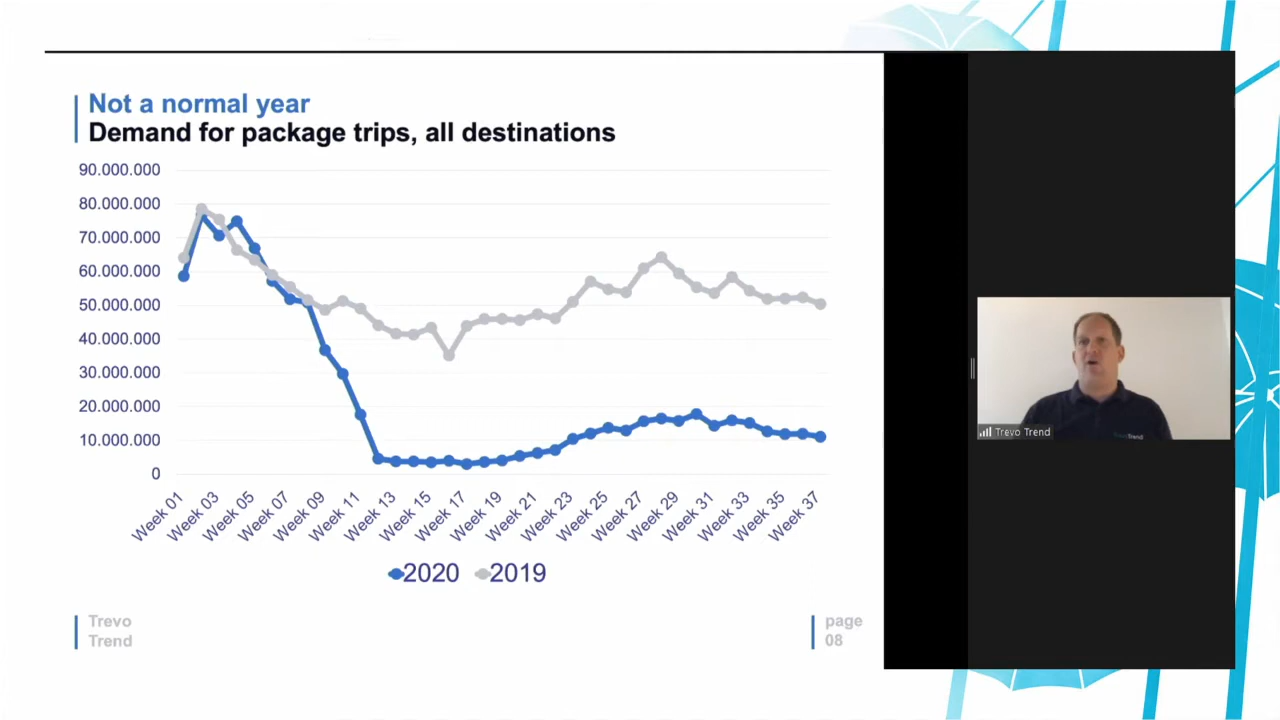 Not a normal year
Demand for package trips, all destinations
90.000.000
80.000.000
70.000.000
60.000.000
50.000.000
40.000.000
30.000.000
20.000.000
10.000.000
0
Week 01
Week 03
Week 05
Week 07
Week 09
Week 11
Week 13
Week 15
Week 17
Week 19
Week 21
Week 23
Week 25
Week 27
Week 29
Week 31
Week 33
Week 35
Week 37
2020 2019
Trevo
Trend
page
08
Trevo Trend